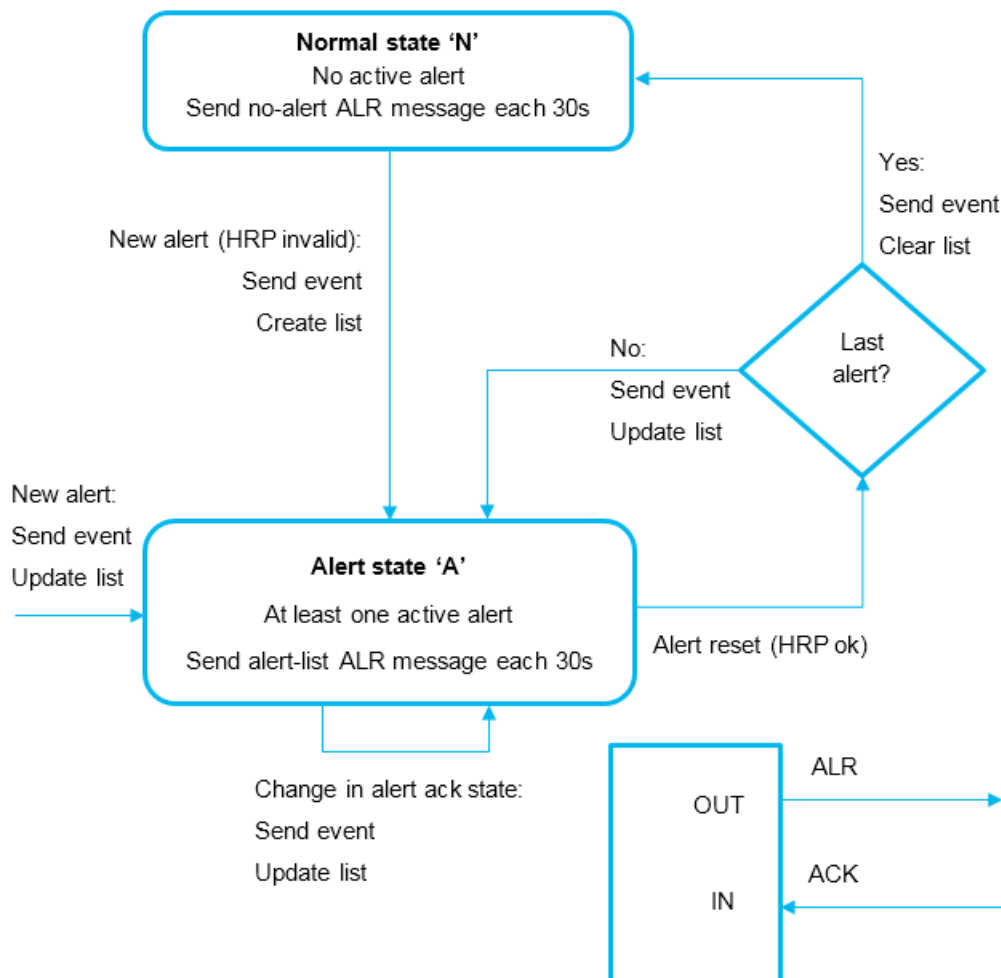 Normal state ‘N’
No active alert
Send no-alert ALR message each 30s
Yes:
Send event
Clear list
New alert (HRP invalid):
Send event
Create list
Last
alert?
No:
Send event
Update list
New alert:
Send event
Update list
Alert state ‘A’
At least one active alert
Send alert-list ALR message each 30s
Alert reset (HRP ok)
Change in alert ack state:
Send event
Update list
OUT
ALR
IN
ACK